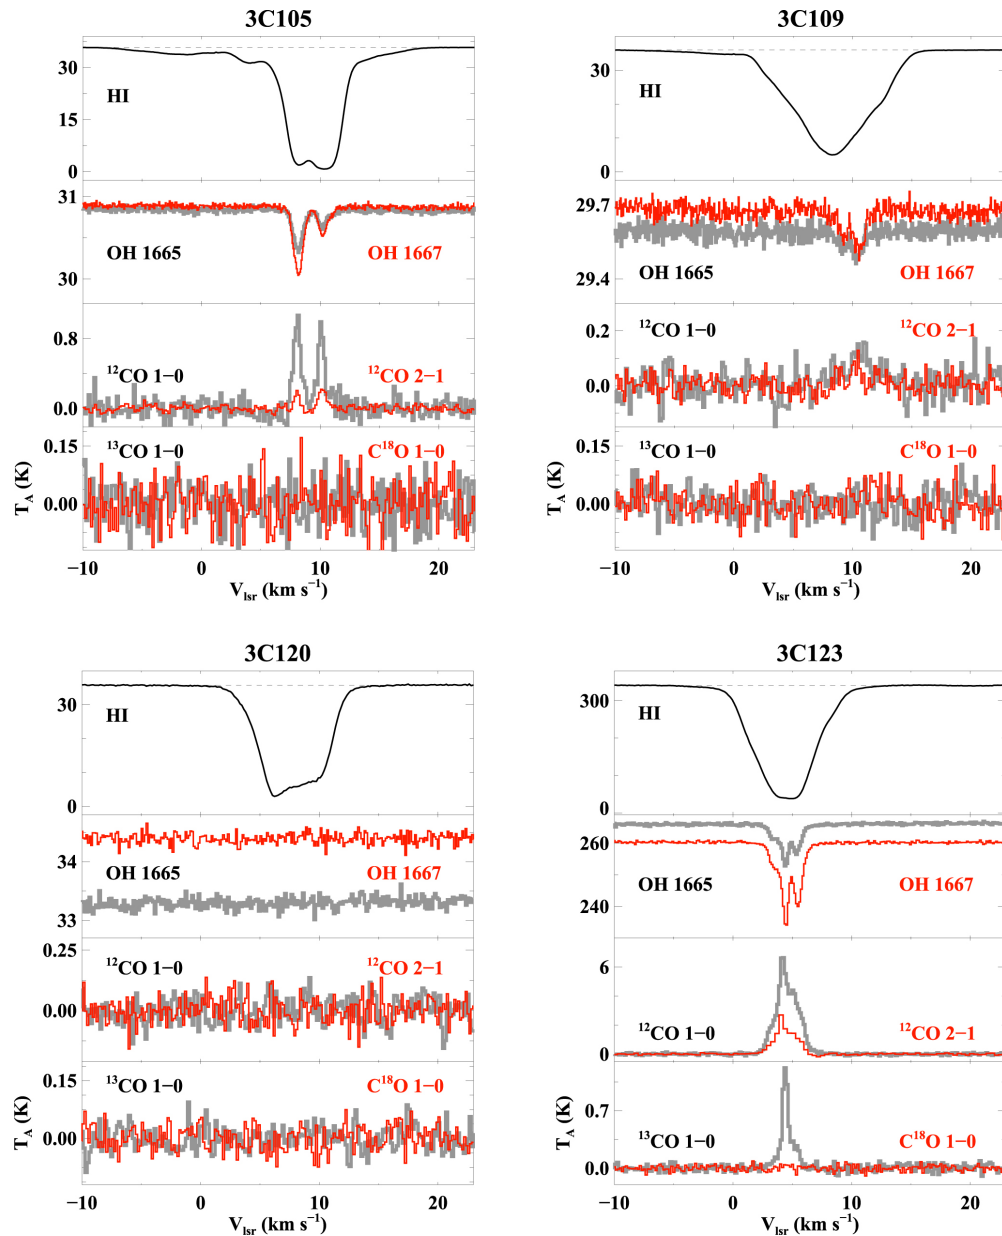 3C105
30
15
0
HI
31
30
OH 1665 OH 1667
0.8
0.0
¹²CO 1−0 ¹²CO 2−1
0.15
0.00
¹³CO 1−0 C¹⁸O 1−0
T_A (K)
−10 0 10 20
V_lsr (km s⁻¹)
3C109
30
0
HI
29.7
29.4
OH 1665 OH 1667
0.2
0.0
¹²CO 1−0 ¹²CO 2−1
0.15
0.00
¹³CO 1−0 C¹⁸O 1−0
T_A (K)
−10 0 10 20
V_lsr (km s⁻¹)
3C120
30
0
HI
34
33
OH 1665 OH 1667
0.25
0.00
¹²CO 1−0 ¹²CO 2−1
0.15
0.00
¹³CO 1−0 C¹⁸O 1−0
T_A (K)
−10 0 10 20
V_lsr (km s⁻¹)
3C123
300
0
HI
260
240
OH 1665 OH 1667
6
0
¹²CO 1−0 ¹²CO 2−1
0.7
0.0
¹³CO 1−0 C¹⁸O 1−0
T_A (K)
−10 0 10 20
V_lsr (km s⁻¹)